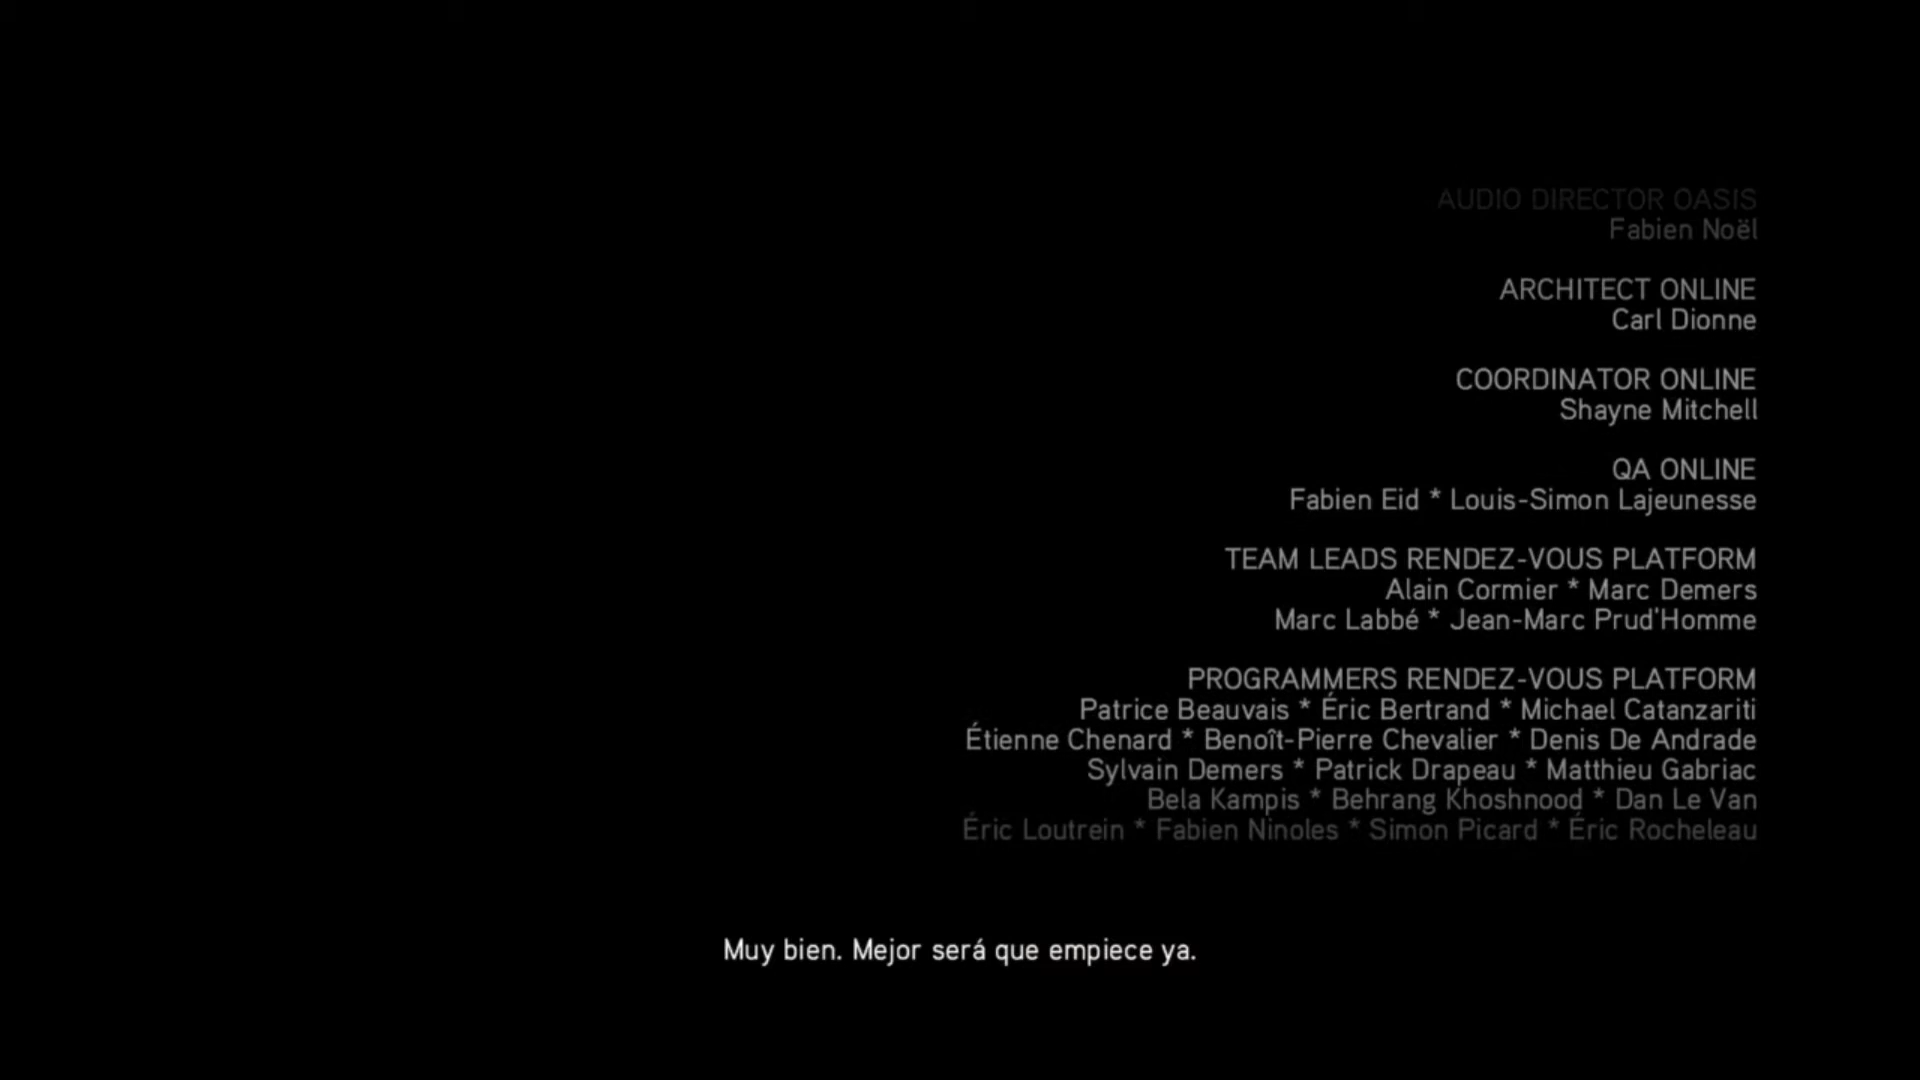 AUDIO DIRECTOR OASIS
Fabien Noël
ARCHITECT ONLINE
Carl Dionne
COORDINATOR ONLINE
Shayne Mitchell
QA ONLINE
Fabien Eid * Louis-Simon Lajeunesse
TEAM LEADS RENDEZ-VOUS PLATFORM
Alain Cormier * Marc Demers
Marc Labbé * Jean-Marc Prud'Homme
PROGRAMMERS RENDEZ-VOUS PLATFORM
Patrice Beauvais * Éric Bertrand * Michael Catanzariti
Étienne Chenard * Benoît-Pierre Chevalier * Denis De Andrade
Sylvain Demers * Patrick Drapeau * Matthieu Gabriac
Bela Kampis * Behrang Khoshnood * Dan Le Van
Éric Loutrein * Fabien Ninoles * Simon Picard * Éric Rocheleau
Muy bien. Mejor será que empiece ya.